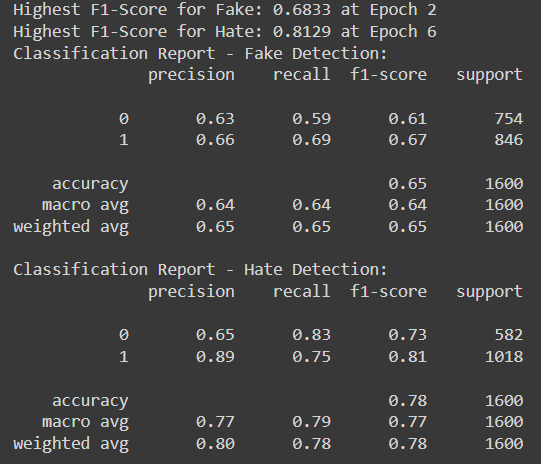 Highest F1-Score for Fake: 0.6833 at Epoch 2
Highest F1-Score for Hate: 0.8129 at Epoch 6
Classification Report - Fake Detection:
precision recall f1-score support
0 0.63 0.59 0.61 754
1 0.66 0.69 0.67 846
accuracy 0.65 1600
macro avg 0.64 0.64 0.64 1600
weighted avg 0.65 0.65 0.65 1600
Classification Report - Hate Detection:
precision recall f1-score support
0 0.65 0.83 0.73 582
1 0.89 0.75 0.81 1018
accuracy 0.78 1600
macro avg 0.77 0.79 0.77 1600
weighted avg 0.80 0.78 0.78 1600